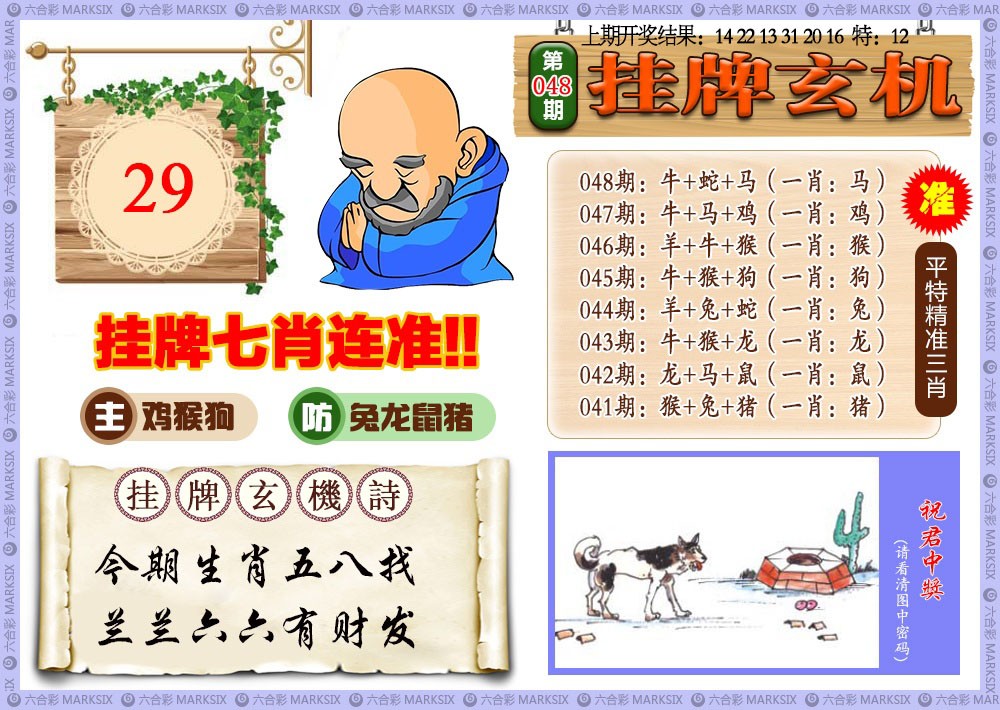 六合彩 MARKSIX
上期开奖结果：14 22 13 31 20 16 特：12
第
048
期
挂牌玄机
29
挂牌七肖连准!!
主 鸡猴狗
防 兔龙鼠猪
挂牌玄機詩
今期生肖五八找
兰兰六六有财发
048期：牛+蛇+马（一肖：马）
047期：牛+马+鸡（一肖：鸡）
046期：羊+牛+猴（一肖：猴）
045期：牛+猴+狗（一肖：狗）
044期：羊+兔+蛇（一肖：兔）
043期：牛+猴+龙（一肖：龙）
042期：龙+马+鼠（一肖：鼠）
041期：猴+兔+猪（一肖：猪）
准
平特精准三肖
祝君中獎
（请看清图中密码）